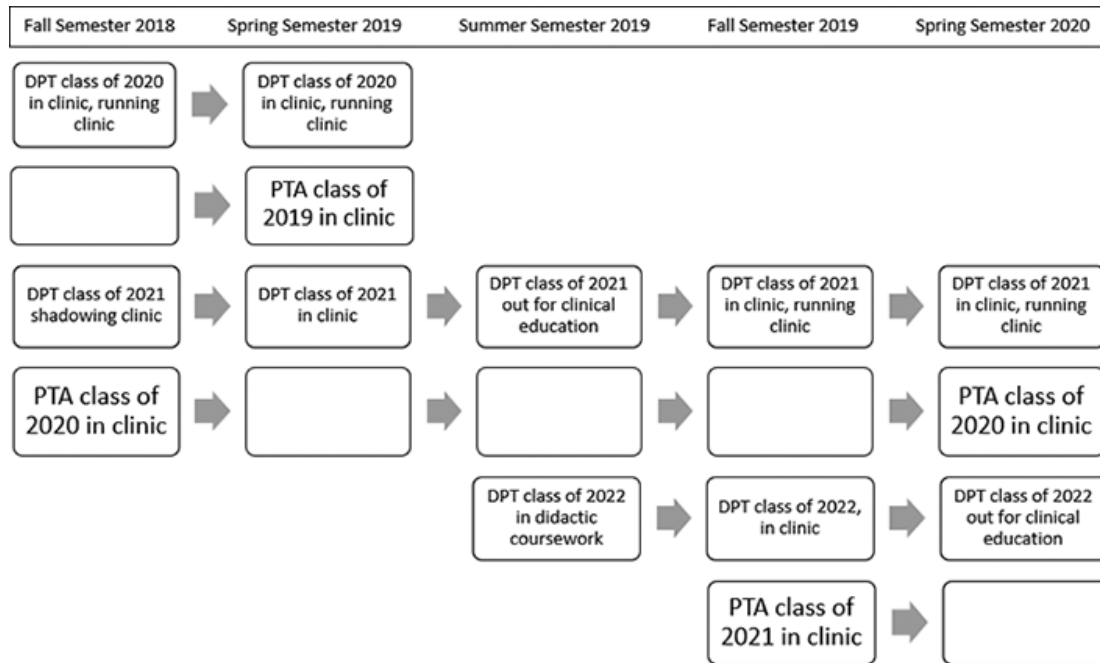 Fall Semester 2018 Spring Semester 2019 Summer Semester 2019 Fall Semester 2019 Spring Semester 2020
DPT class of 2020
in clinic, running
clinic
DPT class of 2020
in clinic, running
clinic
PTA class of
2019 in clinic
DPT class of 2021
shadowing clinic
DPT class of 2021
in clinic
DPT class of 2021
out for clinical
education
DPT class of 2021
in clinic, running
clinic
DPT class of 2021
in clinic, running
clinic
PTA class of
2020 in clinic
PTA class of
2020 in clinic
DPT class of 2022
in didactic
coursework
DPT class of 2022,
in clinic
DPT class of 2022
out for clinical
education
PTA class of
2021 in clinic